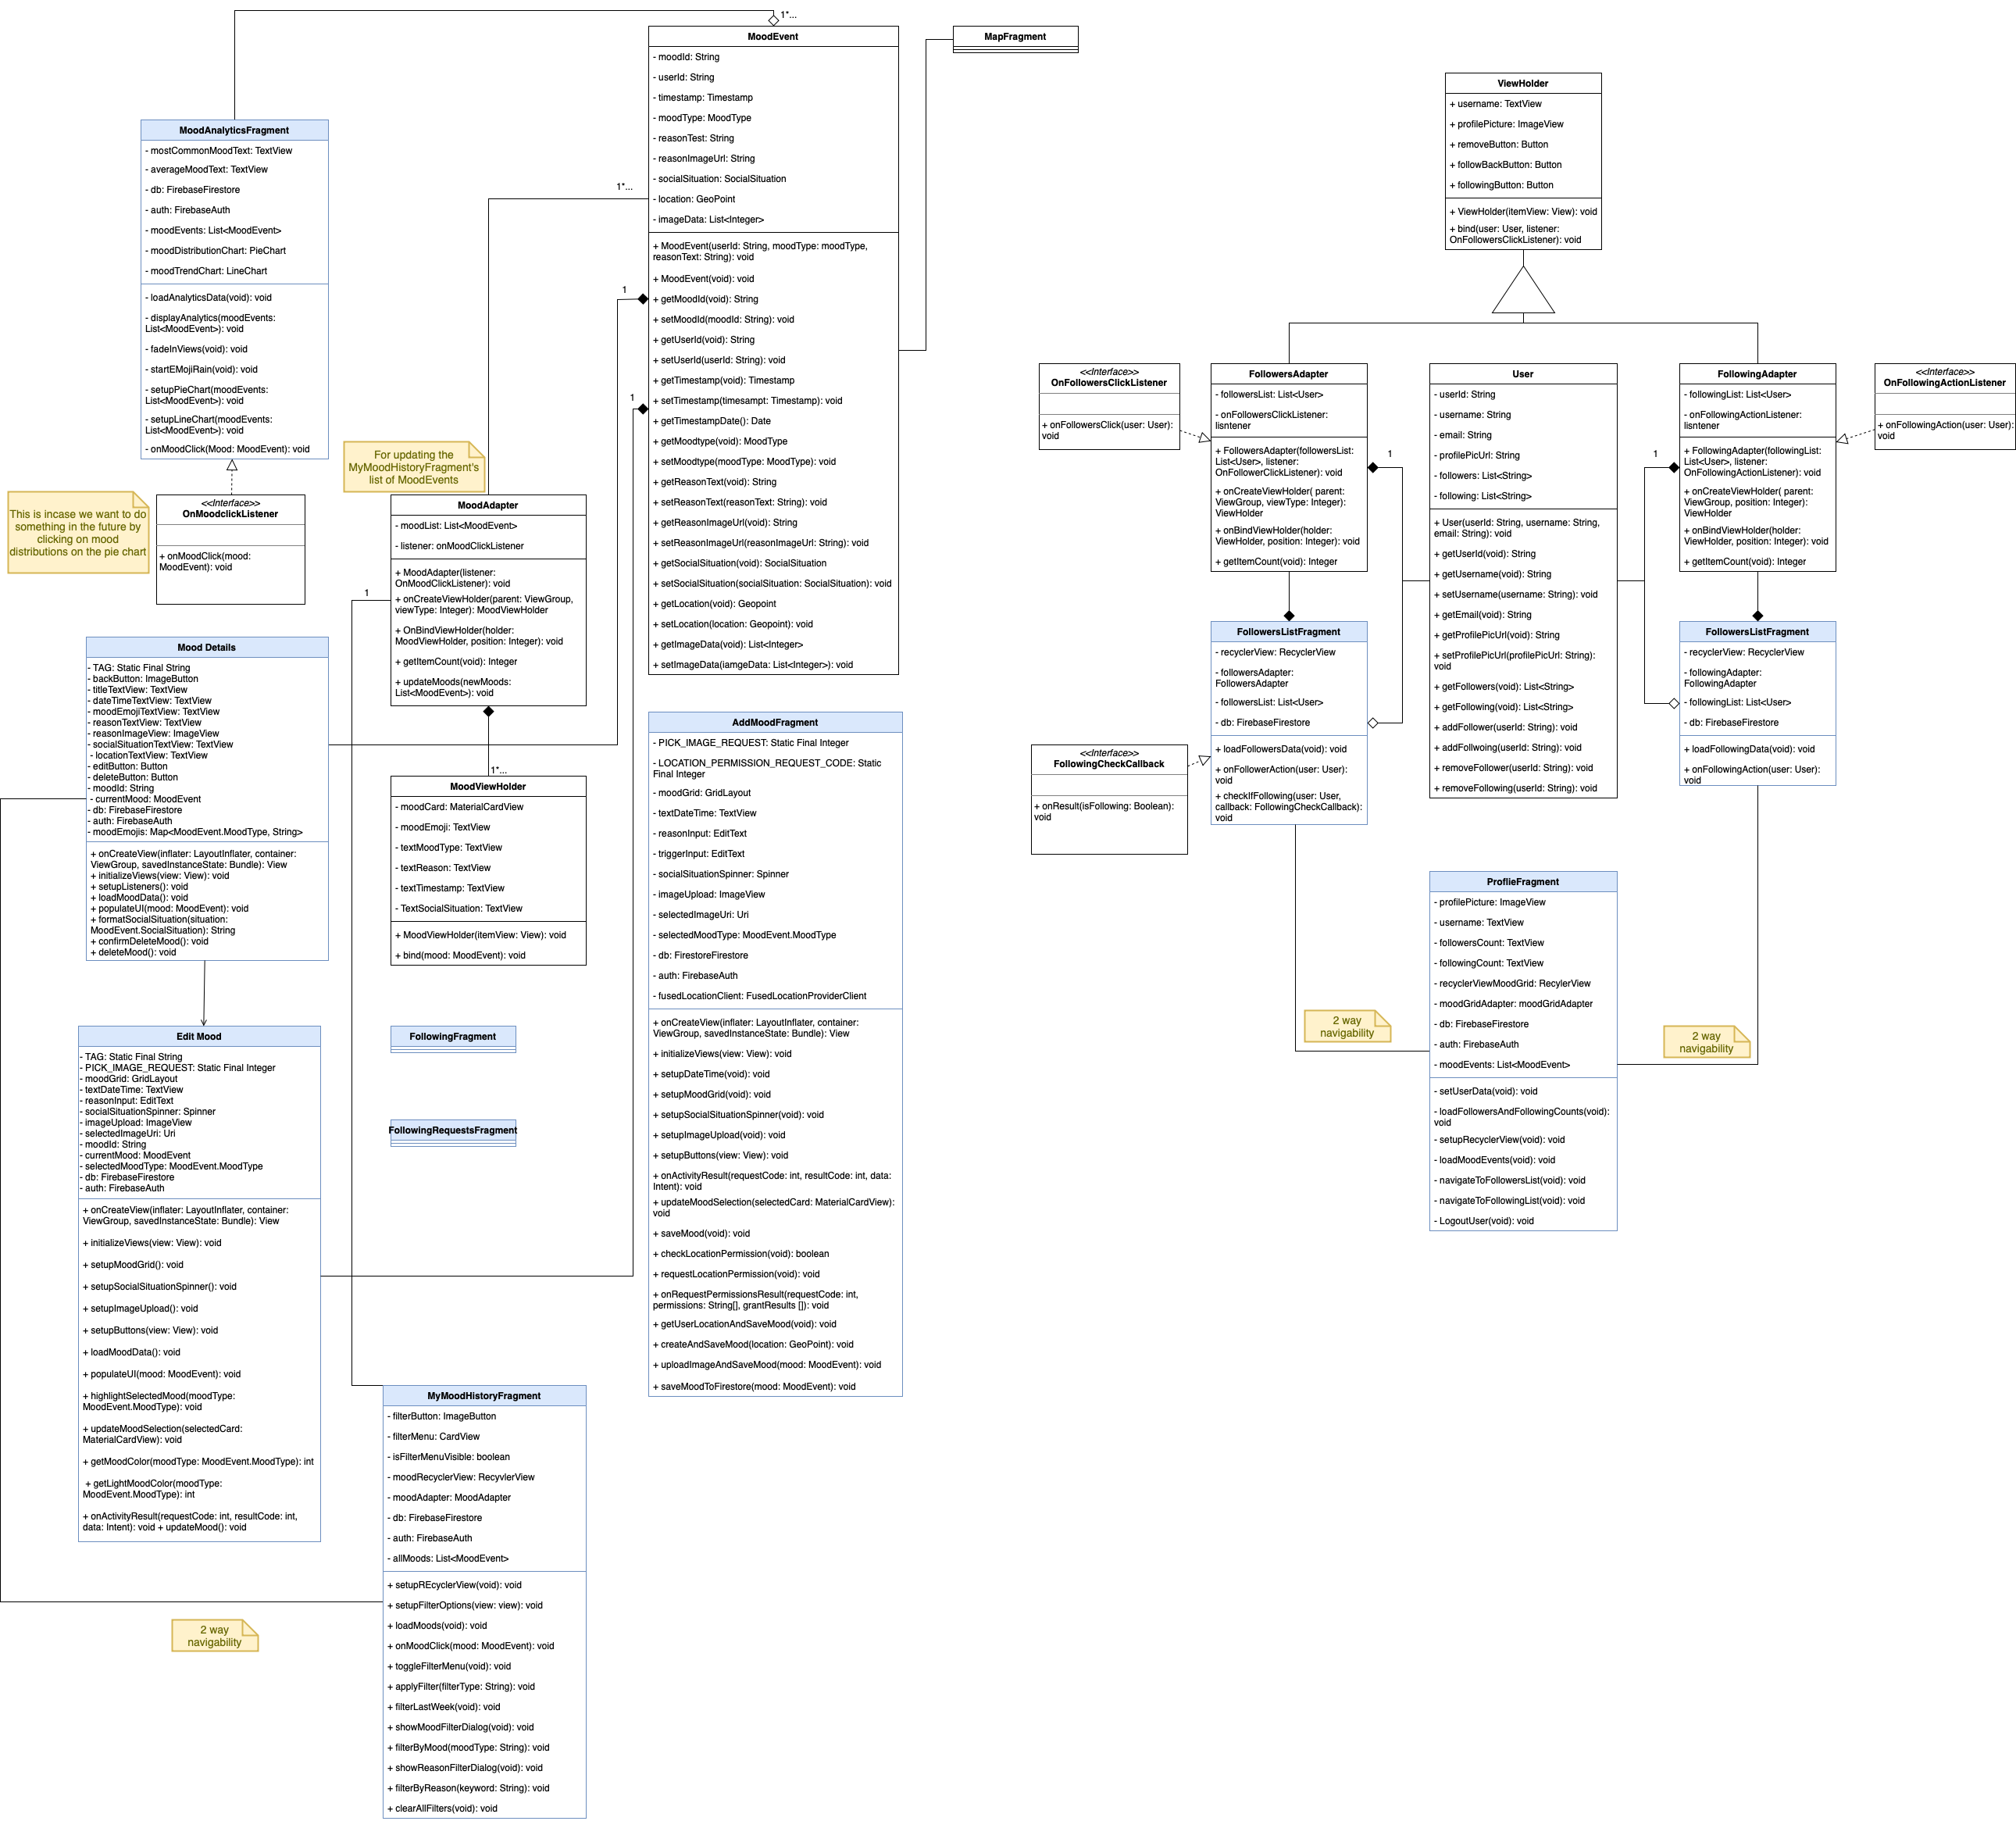 1*...
MoodEvent
- moodId: String
- userId: String
- timestamp: Timestamp
- moodType: MoodType
- reasonTest: String
- reasonImageUrl: String
- socialSituation: SocialSituation
- location: GeoPoint
- imageData: List<Integer>
+ MoodEvent(userId: String, moodType: moodType,
reasonText: String): void
+ MoodEvent(void): void
+ getMoodId(void): String
+ setMoodId(moodId: String): void
+ getUserId(void): String
+ setUserId(userId: String): void
+ getTimestamp(void): Timestamp
+ setTimestamp(timesampt: Timestamp): void
+ getTimestampDate(): Date
+ getMoodtype(void): MoodType
+ setMoodtype(moodType: MoodType): void
+ getReasonText(void): String
+ setReasonText(reasonText: String): void
+ getReasonImageUrl(void): String
+ setReasonImageUrl(reasonImageUrl: String): void
+ getSocialSituation(void): SocialSituation
+ setSocialSituation(socialSituation: SocialSituation): void
+ getLocation(void): Geopoint
+ setLocation(location: Geopoint): void
+ getImageData(void): List<Integer>
+ setImageData(iamgeData: List<Integer>): void
MapFragment
MoodAnalyticsFragment
- mostCommonMoodText: TextView
- averageMoodText: TextView
- db: FirebaseFirestore
- auth: FirebaseAuth
- moodEvents: List<MoodEvent>
- moodDistributionChart: PieChart
- moodTrendChart: LineChart
- loadAnalyticsData(void): void
- displayAnalytics(moodEvents:
List<MoodEvent>): void
- fadeInViews(void): void
- startEMojiRain(void): void
- setupPieChart(moodEvents:
List<MoodEvent>): void
- setupLineChart(moodEvents:
List<MoodEvent>): void
- onMoodClick(Mood: MoodEvent): void
This is incase we want to do
something in the future by
clicking on mood
distributions on the pie chart
<<Interface>>
OnMoodclickListener
+ onMoodClick(mood:
MoodEvent): void
1*...
1
1
For updating the
MyMoodHistoryFragment's
list of MoodEvents
MoodAdapter
- moodList: List<MoodEvent>
- listener: onMoodClickListener
+ MoodAdapter(listener:
OnMoodClickListener): void
+ onCreateViewHolder(parent: ViewGroup,
viewType: Integer): MoodViewHolder
+ OnBindViewHolder(holder:
MoodViewHolder, position: Integer): void
+ getItemCount(void): Integer
+ updateMoods(newMoods:
List<MoodEvent>): void
1
1*...
MoodViewHolder
- moodCard: MaterialCardView
- moodEmoji: TextView
- textMoodType: TextView
- textReason: TextView
- textTimestamp: TextView
- TextSocialSituation: TextView
+ MoodViewHolder(itemView: View): void
+ bind(mood: MoodEvent): void
FollowingFragment
FollowingRequestsFragment
Mood Details
- TAG: Static Final String
- backButton: ImageButton
- titleTextView: TextView
- dateTimeTextView: TextView
- moodEmojiTextView: TextView
- reasonTextView: TextView
- reasonImageView: ImageView
- socialSituationTextView: TextView
- locationTextView: TextView
- editButton: Button
- deleteButton: Button
- moodId: String
- currentMood: MoodEvent
- db: FirebaseFirestore
- auth: FirebaseAuth
- moodEmojis: Map<MoodEvent.MoodType, String>
+ onCreateView(inflater: LayoutInflater, container:
ViewGroup, savedInstanceState: Bundle): View
+ initializeViews(view: View): void
+ setupListeners(): void
+ loadMoodData(): void
+ populateUI(mood: MoodEvent): void
+ formatSocialSituation(situation:
MoodEvent.SocialSituation): String
+ confirmDeleteMood(): void
+ deleteMood(): void
Edit Mood
- TAG: Static Final String
- PICK_IMAGE_REQUEST: Static Final Integer
- moodGrid: GridLayout
- textDateTime: TextView
- reasonInput: EditText
- socialSituationSpinner: Spinner
- imageUpload: ImageView
- selectedImageUri: Uri
- moodId: String
- currentMood: MoodEvent
- selectedMoodType: MoodEvent.MoodType
- db: FirebaseFirestore
- auth: FirebaseAuth
+ onCreateView(inflater: LayoutInflater, container:
ViewGroup, savedInstanceState: Bundle): View
+ initializeViews(view: View): void
+ setupMoodGrid(): void
+ setupSocialSituationSpinner(): void
+ setupImageUpload(): void
+ setupButtons(view: View): void
+ loadMoodData(): void
+ populateUI(mood: MoodEvent): void
+ highlightSelectedMood(moodType:
MoodEvent.MoodType): void
+ updateMoodSelection(selectedCard:
MaterialCardView): void
+ getMoodColor(moodType: MoodEvent.MoodType): int
+ getLightMoodColor(moodType:
MoodEvent.MoodType): int
+ onActivityResult(requestCode: int, resultCode: int,
data: Intent): void + updateMood(): void
2 way
navigability
MyMoodHistoryFragment
- filterButton: ImageButton
- filterMenu: CardView
- isFilterMenuVisible: boolean
- moodRecyclerView: RecyvlerView
- moodAdapter: MoodAdapter
- db: FirebaseFirestore
- auth: FirebaseAuth
- allMoods: List<MoodEvent>
+ setupREcyclerView(void): void
+ setupFilterOptions(view: view): void
+ loadMoods(void): void
+ onMoodClick(mood: MoodEvent): void
+ toggleFilterMenu(void): void
+ applyFilter(filterType: String): void
+ filterLastWeek(void): void
+ showMoodFilterDialog(void): void
+ filterByMood(moodType: String): void
+ showReasonFilterDialog(void): void
+ filterByReason(keyword: String): void
+ clearAllFilters(void): void
AddMoodFragment
- PICK_IMAGE_REQUEST: Static Final Integer
- LOCATION_PERMISSION_REQUEST_CODE: Static
Final Integer
- moodGrid: GridLayout
- textDateTime: TextView
- reasonInput: EditText
- triggerInput: EditText
- socialSituationSpinner: Spinner
- imageUpload: ImageView
- selectedImageUri: Uri
- selectedMoodType: MoodEvent.MoodType
- db: FirestoreFirestore
- auth: FirebaseAuth
- fusedLocationClient: FusedLocationProviderClient
+ onCreateView(inflater: LayoutInflater, container:
ViewGroup, savedInstanceState: Bundle): View
+ initializeViews(view: View): void
+ setupDateTime(void): void
+ setupMoodGrid(void): void
+ setupSocialSituationSpinner(void): void
+ setupImageUpload(void): void
+ setupButtons(view: View): void
+ onActivityResult(requestCode: int, resultCode: int, data:
Intent): void
+ updateMoodSelection(selectedCard: MaterialCardView):
void
+ saveMood(void): void
+ checkLocationPermission(void): boolean
+ requestLocationPermission(void): void
+ onRequestPermissionsResult(requestCode: int,
permissions: String[], grantResults []): void
+ getUserLocationAndSaveMood(void): void
+ createAndSaveMood(location: GeoPoint): void
+ uploadImageAndSaveMood(mood: MoodEvent): void
+ saveMoodToFirestore(mood: MoodEvent): void
ViewHolder
+ username: TextView
+ profilePicture: ImageView
+ removeButton: Button
+ followBackButton: Button
+ followingButton: Button
+ ViewHolder(itemView: View): void
+ bind(user: User, listener:
OnFollowersClickListener): void
<<Interface>>
OnFollowersClickListener
+ onFollowersClick(user: User):
void
FollowersAdapter
- followersList: List<User>
- onFollowersClickListener:
lisntener
+ FollowersAdapter(followersList:
List<User>, listener:
OnFollowerClickListener): void
+ onCreateViewHolder( parent:
ViewGroup, viewType: Integer):
ViewHolder
+ onBindViewHolder(holder:
ViewHolder, position: Integer): void
+ getItemCount(void): Integer
1
User
- userId: String
- username: String
- email: String
- profilePicUrl: String
- followers: List<String>
- following: List<String>
+ User(userId: String, username: String,
email: String): void
+ getUserId(void): String
+ getUsername(void): String
+ setUsername(username: String): void
+ getEmail(void): String
+ getProfilePicUrl(void): String
+ setProfilePicUrl(profilePicUrl: String):
void
+ getFollowers(void): List<String>
+ getFollowing(void): List<String>
+ addFollower(userId: String): void
+ addFollwoing(userId: String): void
+ removeFollower(userId: String): void
+ removeFollowing(userId: String): void
1
FollowingAdapter
- followingList: List<User>
- onFollowingActionListener:
lisntener
+ FollowingAdapter(followingList:
List<User>, listener:
OnFollowingActionListener): void
+ onCreateViewHolder( parent:
ViewGroup, position: Integer):
ViewHolder
+ onBindViewHolder(holder:
ViewHolder, position: Integer): void
+ getItemCount(void): Integer
<<Interface>>
OnFollowingActionListener
+ onFollowingAction(user: User):
void
FollowersListFragment
- recyclerView: RecyclerView
- followersAdapter:
FollowersAdapter
- followersList: List<User>
- db: FirebaseFirestore
+ loadFollowersData(void): void
+ onFollowerAction(user: User):
void
+ checkIfFollowing(user: User,
callback: FollowingCheckCallback):
void
<<Interface>>
FollowingCheckCallback
+ onResult(isFollowing: Boolean):
void
FollowersListFragment
- recyclerView: RecyclerView
- followingAdapter:
FollowingAdapter
- followingList: List<User>
- db: FirebaseFirestore
+ loadFollowingData(void): void
+ onFollowingAction(user: User):
void
2 way
navigability
ProflieFragment
- profilePicture: ImageView
- username: TextView
- followersCount: TextView
- followingCount: TextView
- recyclerViewMoodGrid: RecylerView
- moodGridAdapter: moodGridAdapter
- db: FirebaseFirestore
- auth: FirebaseAuth
- moodEvents: List<MoodEvent>
- setUserData(void): void
- loadFollowersAndFollowingCounts(void):
void
- setupRecyclerView(void): void
- loadMoodEvents(void): void
- navigateToFollowersList(void): void
- navigateToFollowingList(void): void
- LogoutUser(void): void
2 way
navigability